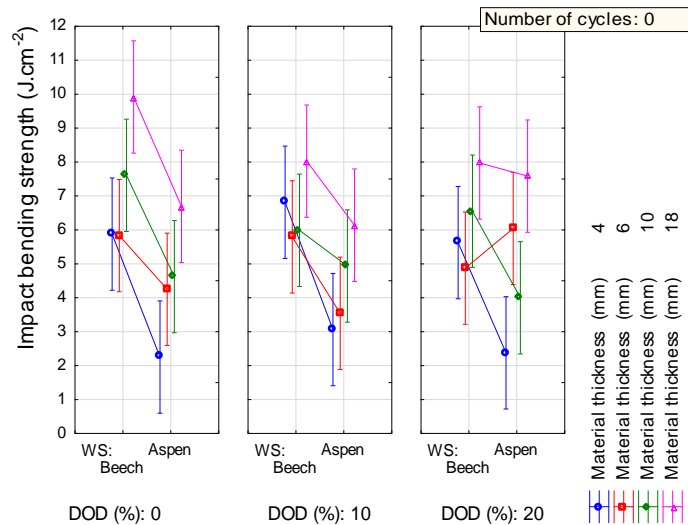 Number of cycles: 0
Impact bending strength (J.cm-2)
12
11
10
9
8
7
6
5
4
3
2
1
0
WS: Beech Aspen
WS: Beech Aspen
WS: Beech Aspen
DOD (%): 0
DOD (%): 10
DOD (%): 20
Material thickness (mm) 4
Material thickness (mm) 6
Material thickness (mm) 10
Material thickness (mm) 18